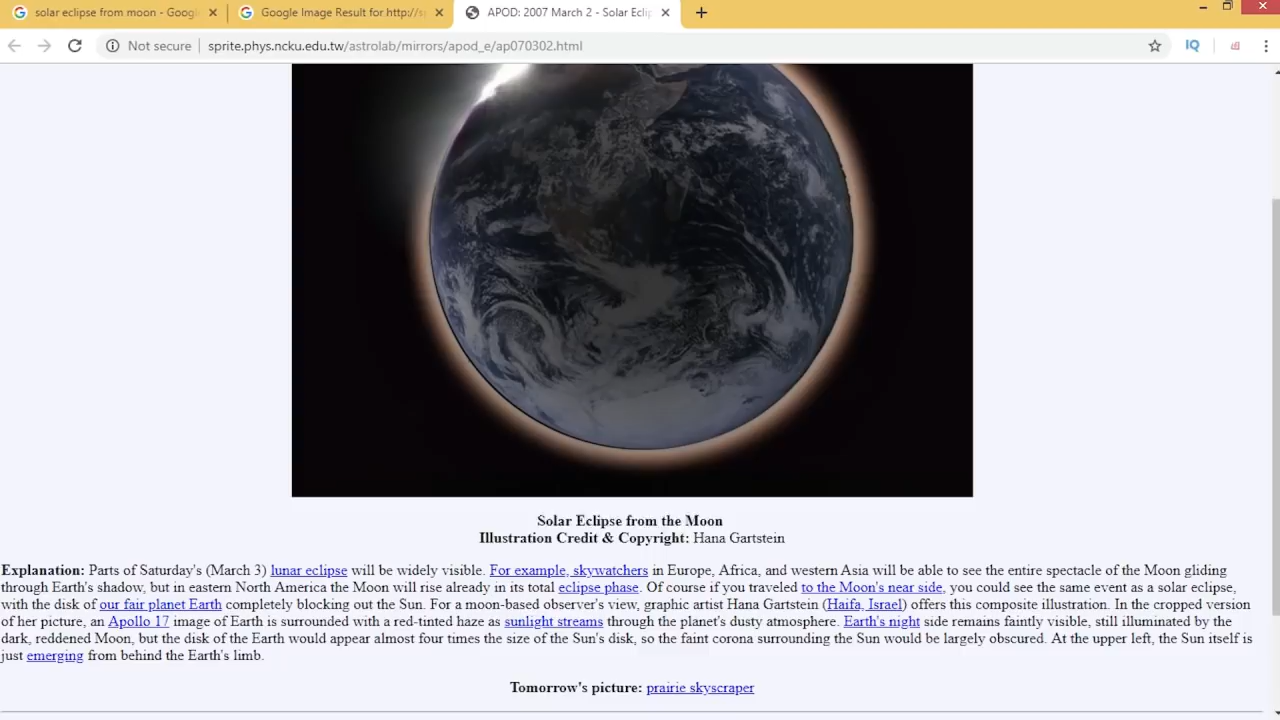 solar eclipse from moon - Googl
Google Image Result for http://s
APOD: 2007 March 2 - Solar Eclip
Not secure
sprite.phys.ncku.edu.tw/astrolab/mirrors/apod_e/ap070302.html
IQ
Solar Eclipse from the Moon
Illustration Credit & Copyright: Hana Gartstein
Explanation: Parts of Saturday's (March 3) lunar eclipse will be widely visible. For example, skywatchers in Europe, Africa, and western Asia will be able to see the entire spectacle of the Moon gliding
through Earth's shadow, but in eastern North America the Moon will rise already in its total eclipse phase. Of course if you traveled to the Moon's near side, you could see the same event as a solar eclipse,
with the disk of our fair planet Earth completely blocking out the Sun. For a moon-based observer's view, graphic artist Hana Gartstein (Haifa, Israel) offers this composite illustration. In the cropped version
of her picture, an Apollo 17 image of Earth is surrounded with a red-tinted haze as sunlight streams through the planet's dusty atmosphere. Earth's night side remains faintly visible, still illuminated by the
dark, reddened Moon, but the disk of the Earth would appear almost four times the size of the Sun's disk, so the faint corona surrounding the Sun would be largely obscured. At the upper left, the Sun itself is
just emerging from behind the Earth's limb.
Tomorrow's picture: prairie skyscraper